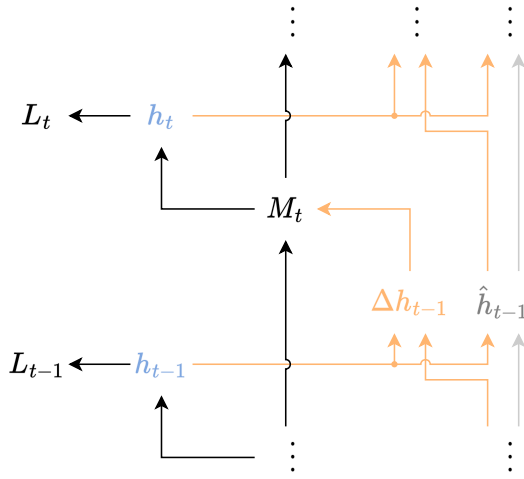 ⋮ ⋮ ⋮
L_t h_t
M_t
Δh_{t-1} ĥ_{t-1}
L_{t-1} h_{t-1}
⋮ ⋮